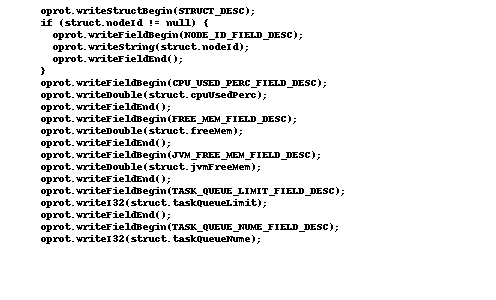 oprot.writeStructBegin(STRUCT_DESC);
if (struct.nodeId != null) {
oprot.writeFieldBegin(NODE_ID_FIELD_DESC);
oprot.writeString(struct.nodeId);
oprot.writeFieldEnd();
}
oprot.writeFieldBegin(CPU_USED_PERC_FIELD_DESC);
oprot.writeDouble(struct.cpuUsedPerc);
oprot.writeFieldEnd();
oprot.writeFieldBegin(FREE_MEM_FIELD_DESC);
oprot.writeDouble(struct.freeMem);
oprot.writeFieldEnd();
oprot.writeFieldBegin(JVM_FREE_MEM_FIELD_DESC);
oprot.writeDouble(struct.jvmFreeMem);
oprot.writeFieldEnd();
oprot.writeFieldBegin(TASK_QUEUE_LIMIT_FIELD_DESC);
oprot.writeI32(struct.taskQueueLimit);
oprot.writeFieldEnd();
oprot.writeFieldBegin(TASK_QUEUE_NUME_FIELD_DESC);
oprot.writeI32(struct.taskQueueNume);